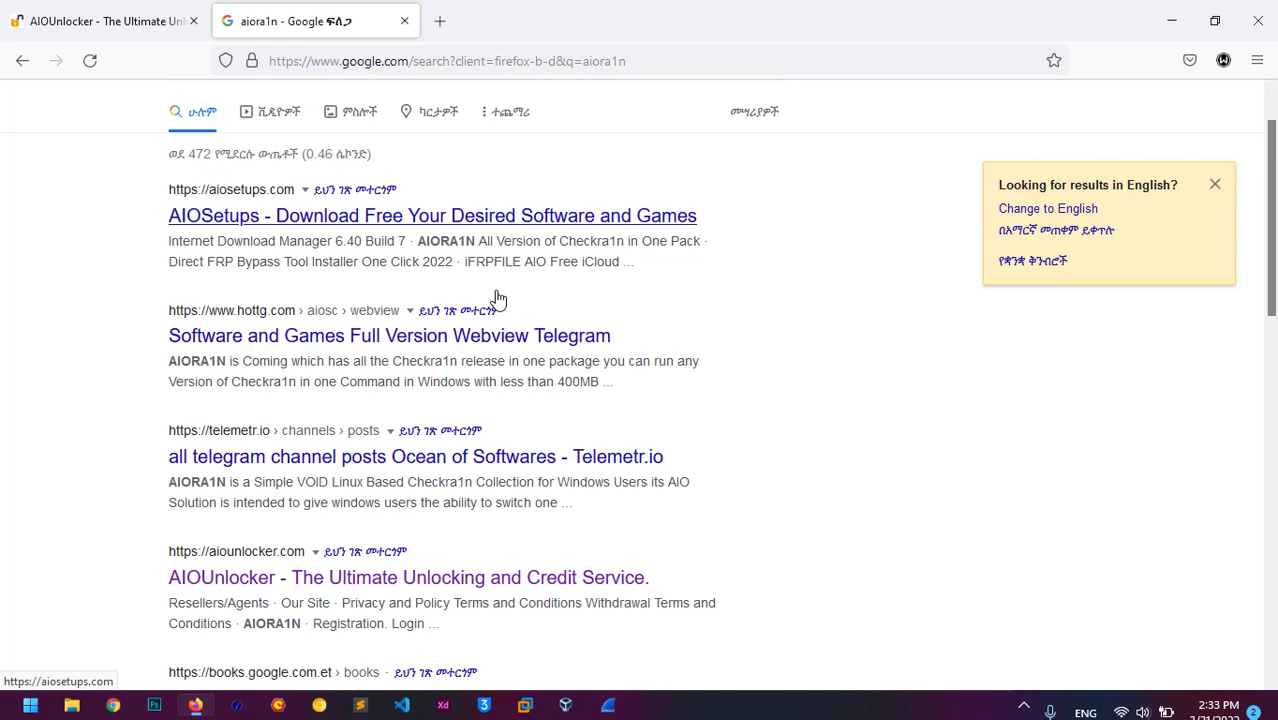 AIOUnlocker - The Ultimate Unl
aiora1n - Google ፍለጋ
https://www.google.com/search?client=firefox-b-d&q=aiora1n
ሁሉም ቪዲዮዎች ምስሎች ካርታዎች ተጨማሪ መሣሪያዎች
ወደ 472 የሚደርሱ ውጤቶች (0.46 ሴኮንድ)
https://aiosetups.com ይህን ገጽ መተርጎም
AIOSetups - Download Free Your Desired Software and Games
Internet Download Manager 6.40 Build 7 · AIORA1N All Version of Checkra1n in One Pack ·
Direct FRP Bypass Tool Installer One Click 2022 · iFRPFILE AIO Free iCloud ...
https://www.hottg.com › aiosc › webview ይህን ገጽ መተርጎም
Software and Games Full Version Webview Telegram
AIORA1N is Coming which has all the Checkra1n release in one package you can run any
Version of Checkra1n in one Command in Windows with less than 400MB ...
https://telemetr.io › channels › posts ይህን ገጽ መተርጎም
all telegram channel posts Ocean of Softwares - Telemetr.io
AIORA1N is a Simple VOID Linux Based Checkra1n Collection for Windows Users its AIO
Solution is intended to give windows users the ability to switch one ...
https://aiounlocker.com ይህን ገጽ መተርጎም
AIOUnlocker - The Ultimate Unlocking and Credit Service.
Resellers/Agents · Our Site · Privacy and Policy Terms and Conditions Withdrawal Terms and
Conditions · AIORA1N · Registration. Login ...
https://books.google.com.et › books · ይህን ገጽ መተርጎም
Looking for results in English?
Change to English
በአማርኛ መጠቀም ይቀጥሉ
የቋንቋ ቅንብሮች
https://aiosetups.com
Ps
Xd
3
ENG
2:33 PM
2